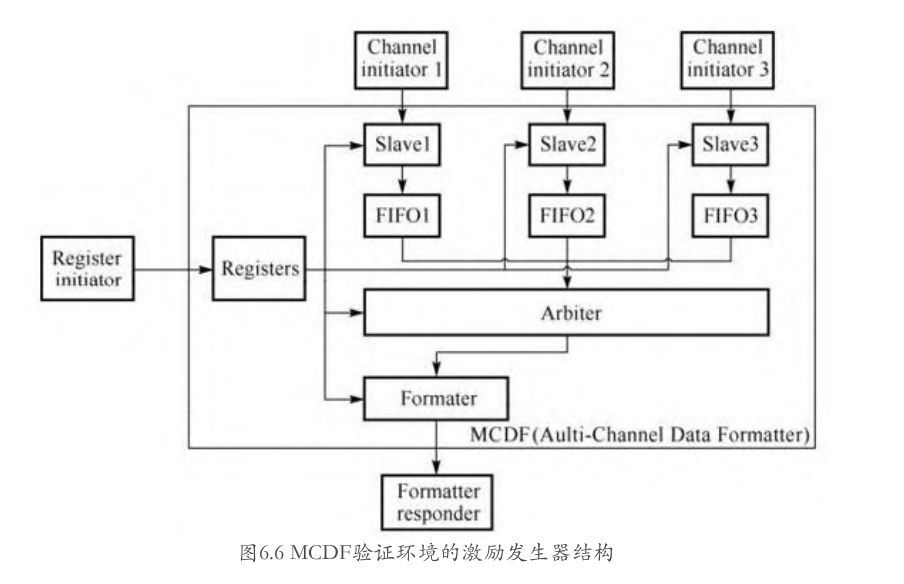 Channel
initiator 1
Channel
initiator 2
Channel
initiator 3
Slave1
Slave2
Slave3
FIFO1
FIFO2
FIFO3
Register
initiator
Registers
Arbiter
Formater
MCDF(Aulti-Channel Data Formatter)
Formatter
responder
图6.6 MCDF验证环境的激励发生器结构